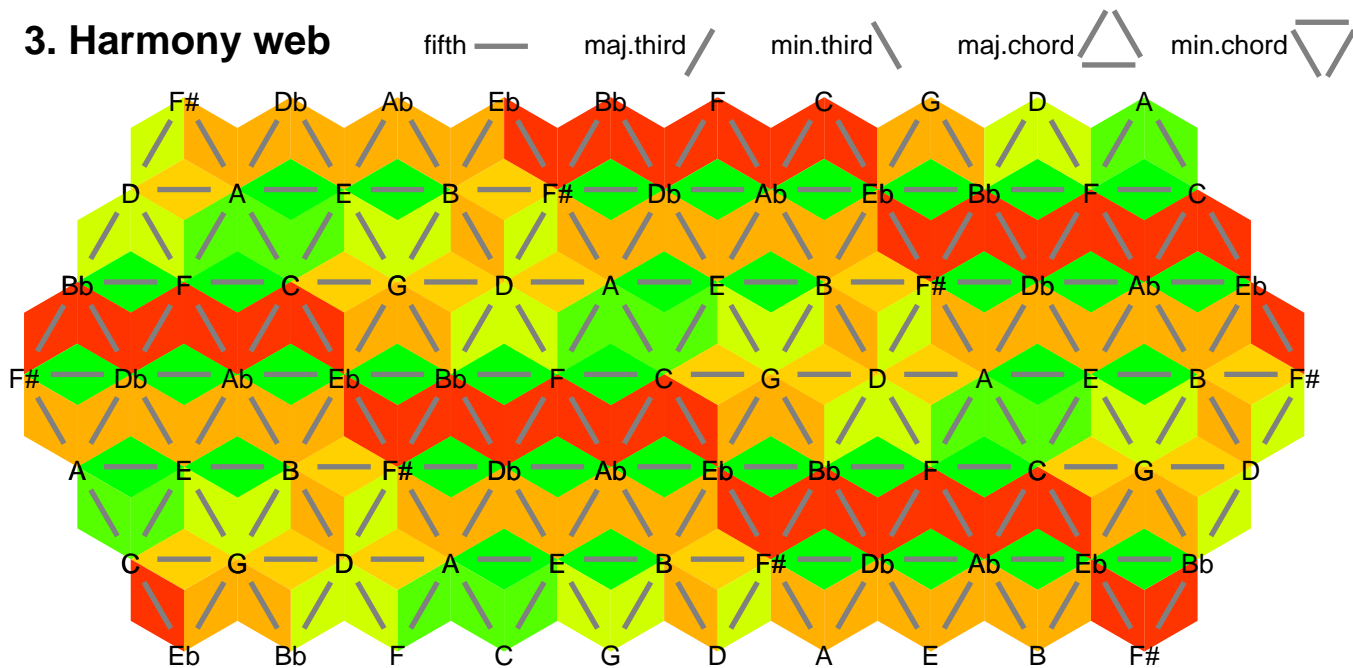 3. Harmony web fifth maj.third min.third maj.chord min.chord
F# Db Ab Eb Bb F C G D A
D A E B F# Db Ab Eb Bb F C
Bb F C G D A E B F# Db Ab Eb
F# Db Ab Eb Bb F C G D A E B F#
A E B F# Db Ab Eb Bb F C G D
C G D A E B F# Db Ab Eb Bb
Eb Bb F C G D A E B F#